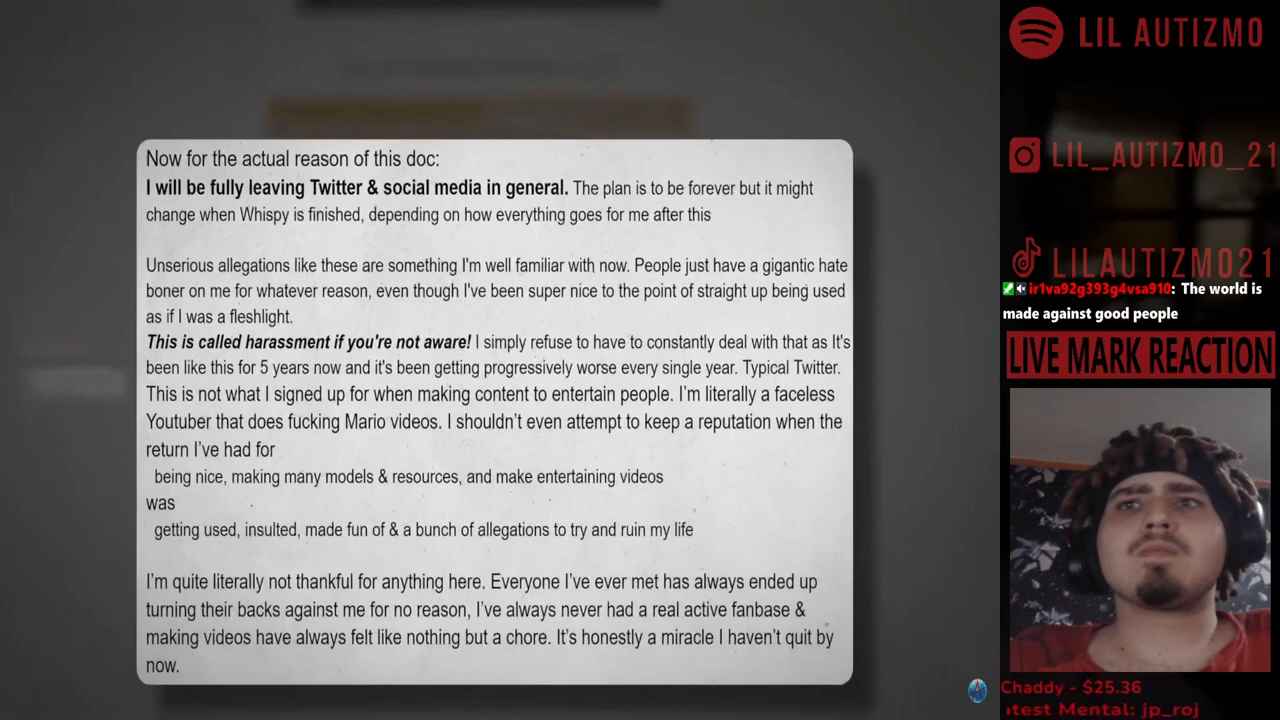 Now for the actual reason of this doc:
I will be fully leaving Twitter & social media in general. The plan is to be forever but it might
change when Whispy is finished, depending on how everything goes for me after this
Unserious allegations like these are something I'm well familiar with now. People just have a gigantic hate
boner on me for whatever reason, even though I've been super nice to the point of straight up being used
as if I was a fleshlight.
This is called harassment if you're not aware! I simply refuse to have to constantly deal with that as It's
been like this for 5 years now and it's been getting progressively worse every single year. Typical Twitter.
This is not what I signed up for when making content to entertain people. I'm literally a faceless
Youtuber that does fucking Mario videos. I shouldn't even attempt to keep a reputation when the
return I've had for
being nice, making many models & resources, and make entertaining videos
was
getting used, insulted, made fun of & a bunch of allegations to try and ruin my life
I'm quite literally not thankful for anything here. Everyone I've ever met has always ended up
turning their backs against me for no reason, I've always never had a real active fanbase &
making videos have always felt like nothing but a chore. It's honestly a miracle I haven't quit by
now.
LIL AUTIZMO
LIL_AUTIZMO_21
LILAUTIZMO21
ir1va92g393g4vsa910: The world is
made against good people
LIVE MARK REACTION
Chaddy - $25.36
atest Mental: jp_roj